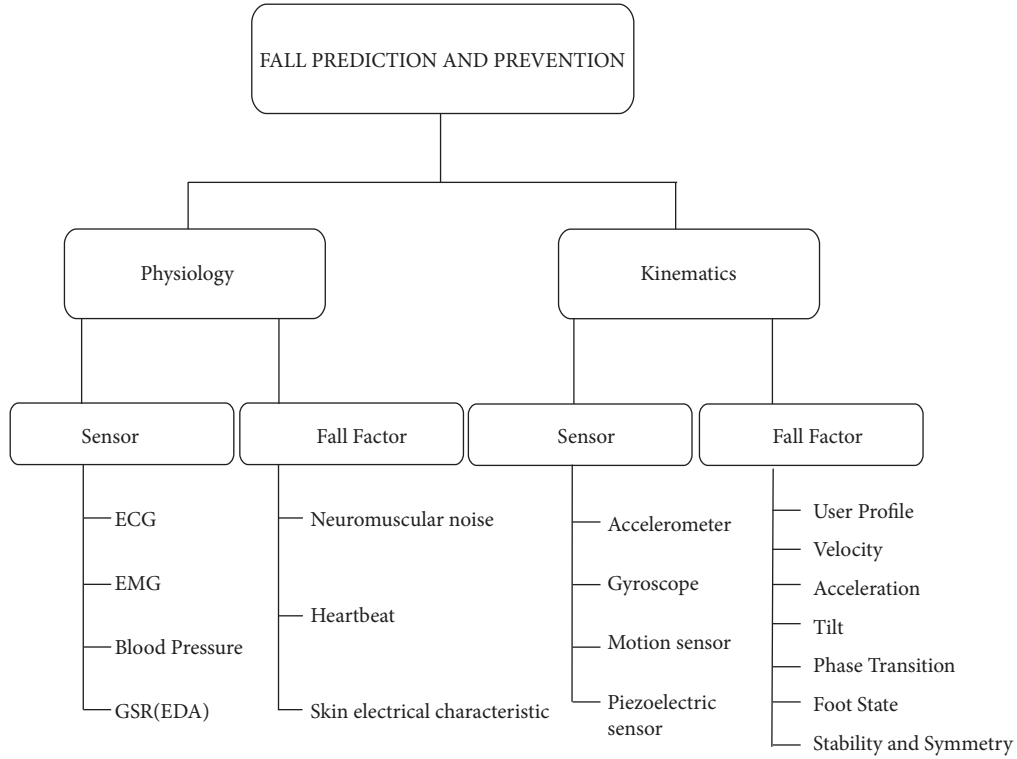 FALL PREDICTION AND PREVENTION
Physiology
Kinematics
Sensor
Fall Factor
Sensor
Fall Factor
ECG
EMG
Blood Pressure
GSR(EDA)
Neuromuscular noise
Heartbeat
Skin electrical characteristic
Accelerometer
Gyroscope
Motion sensor
Piezoelectric
sensor
User Profile
Velocity
Acceleration
Tilt
Phase Transition
Foot State
Stability and Symmetry